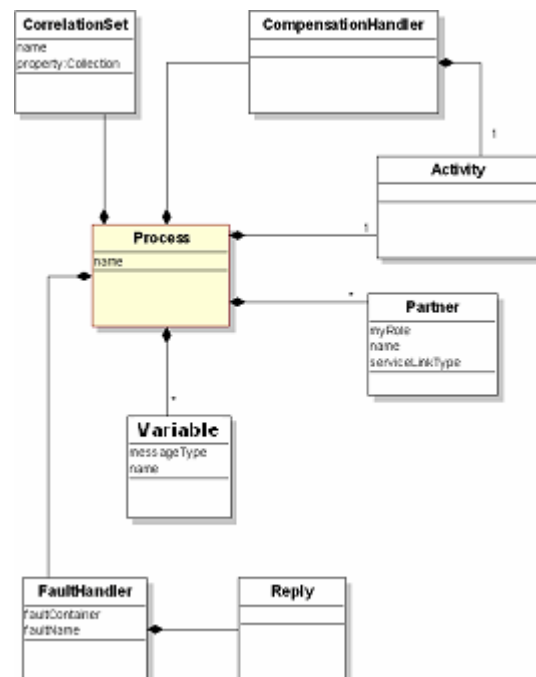 CorrelationSet
name
property:Collection
CompensationHandler
1
Activity
Process
name
1
*
Partner
myRole
name
serviceLinkType
*
Variable
messageType
name
FaultHandler
faultContainer
faultName
Reply